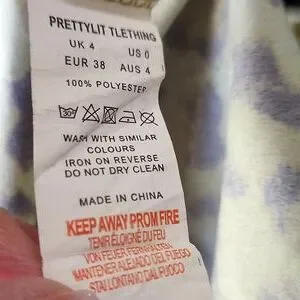 PRETTYLIT TLETHING
UK 4 US 0
EUR 38 AUS 4
100% POLYESTER
WASH WITH SIMILAR
COLOURS
IRON ON REVERSE
DO NOT DRY CLEAN
MADE IN CHINA
KEEP AWAY PROM FIRE
TENIR ÉLOIGNÉ DU FEU
VON FEUER FERNHALTEN
MANTENER ALEJADO DEL FUEGO
STAI LONTANO DAL FUOCO